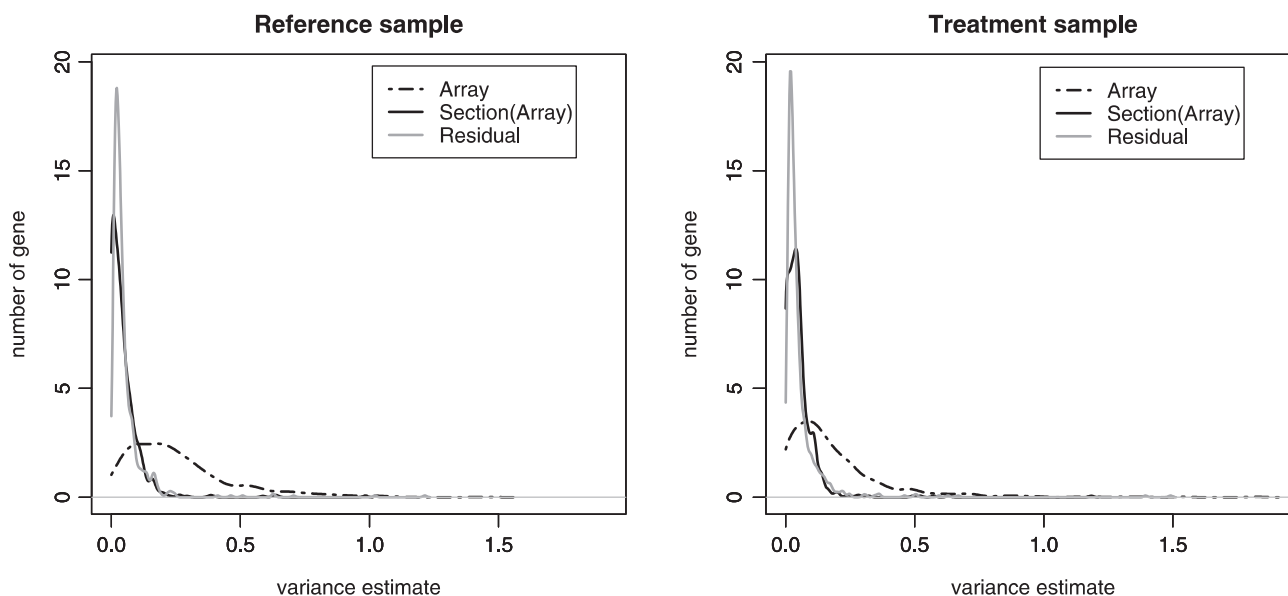 Reference sample
number of gene
20
15
10
5
0
Array
Section(Array)
Residual
0.0 0.5 1.0 1.5
variance estimate
Treatment sample
number of gene
20
15
10
5
0
Array
Section(Array)
Residual
0.0 0.5 1.0 1.5
variance estimate